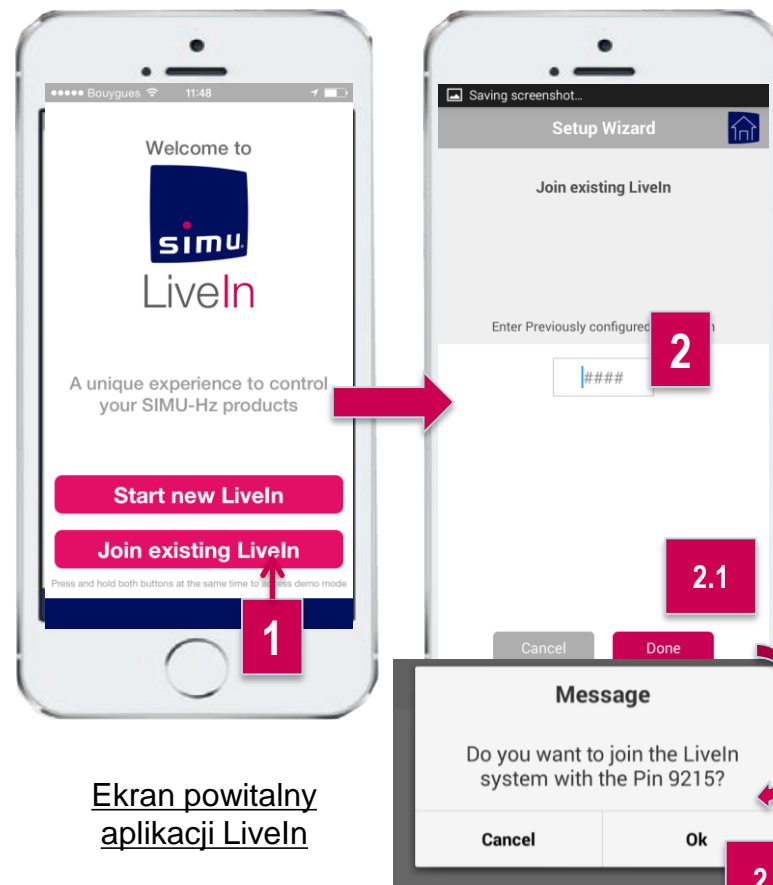 Bouygues 11:48
Welcome to
simu
LiveIn
A unique experience to control
your SIMU-Hz products
Start new LiveIn
Join existing LiveIn
Press and hold both buttons at the same time to access demo mode
1
Ekran powitalny
aplikacji LiveIn
Saving screenshot...
Setup Wizard
Join existing LiveIn
Enter Previously configured
2
####
2.1
Cancel Done
Message
Do you want to join the LiveIn
system with the Pin 9215?
Cancel Ok
2